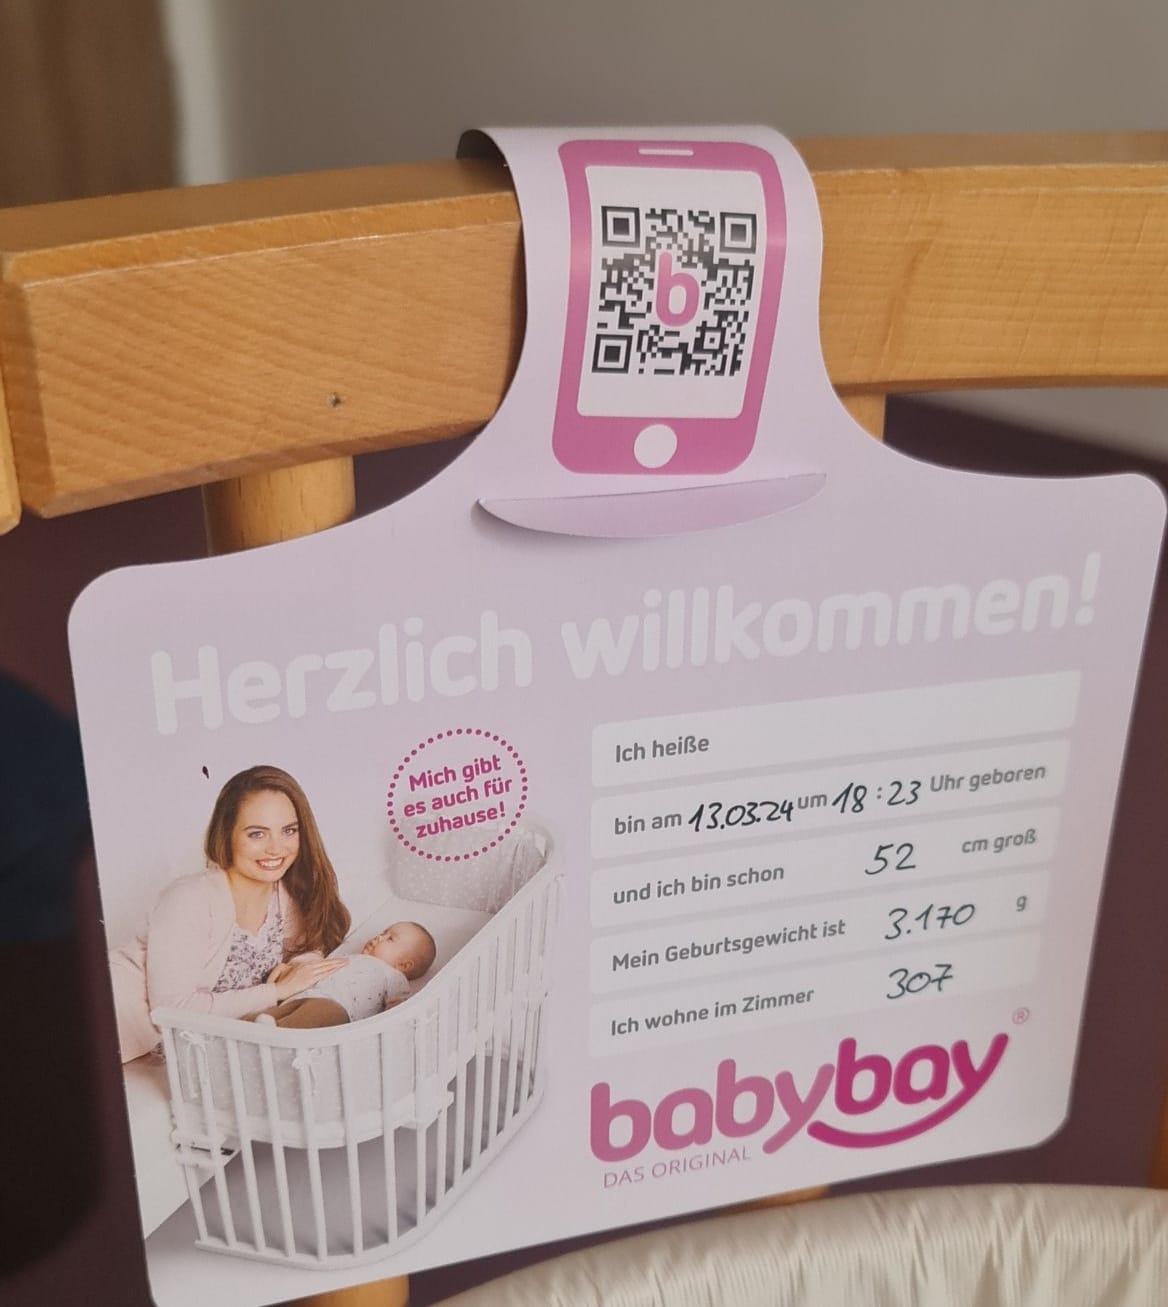 b
Herzlich willkommen!
Mich gibt
es auch für
zuhause!
Ich heiße
bin am 13.03.24 um 18:23 Uhr geboren
und ich bin schon 52 cm groß
Mein Geburtsgewicht ist 3.170 g
Ich wohne im Zimmer 307
babybay®
DAS ORIGINAL